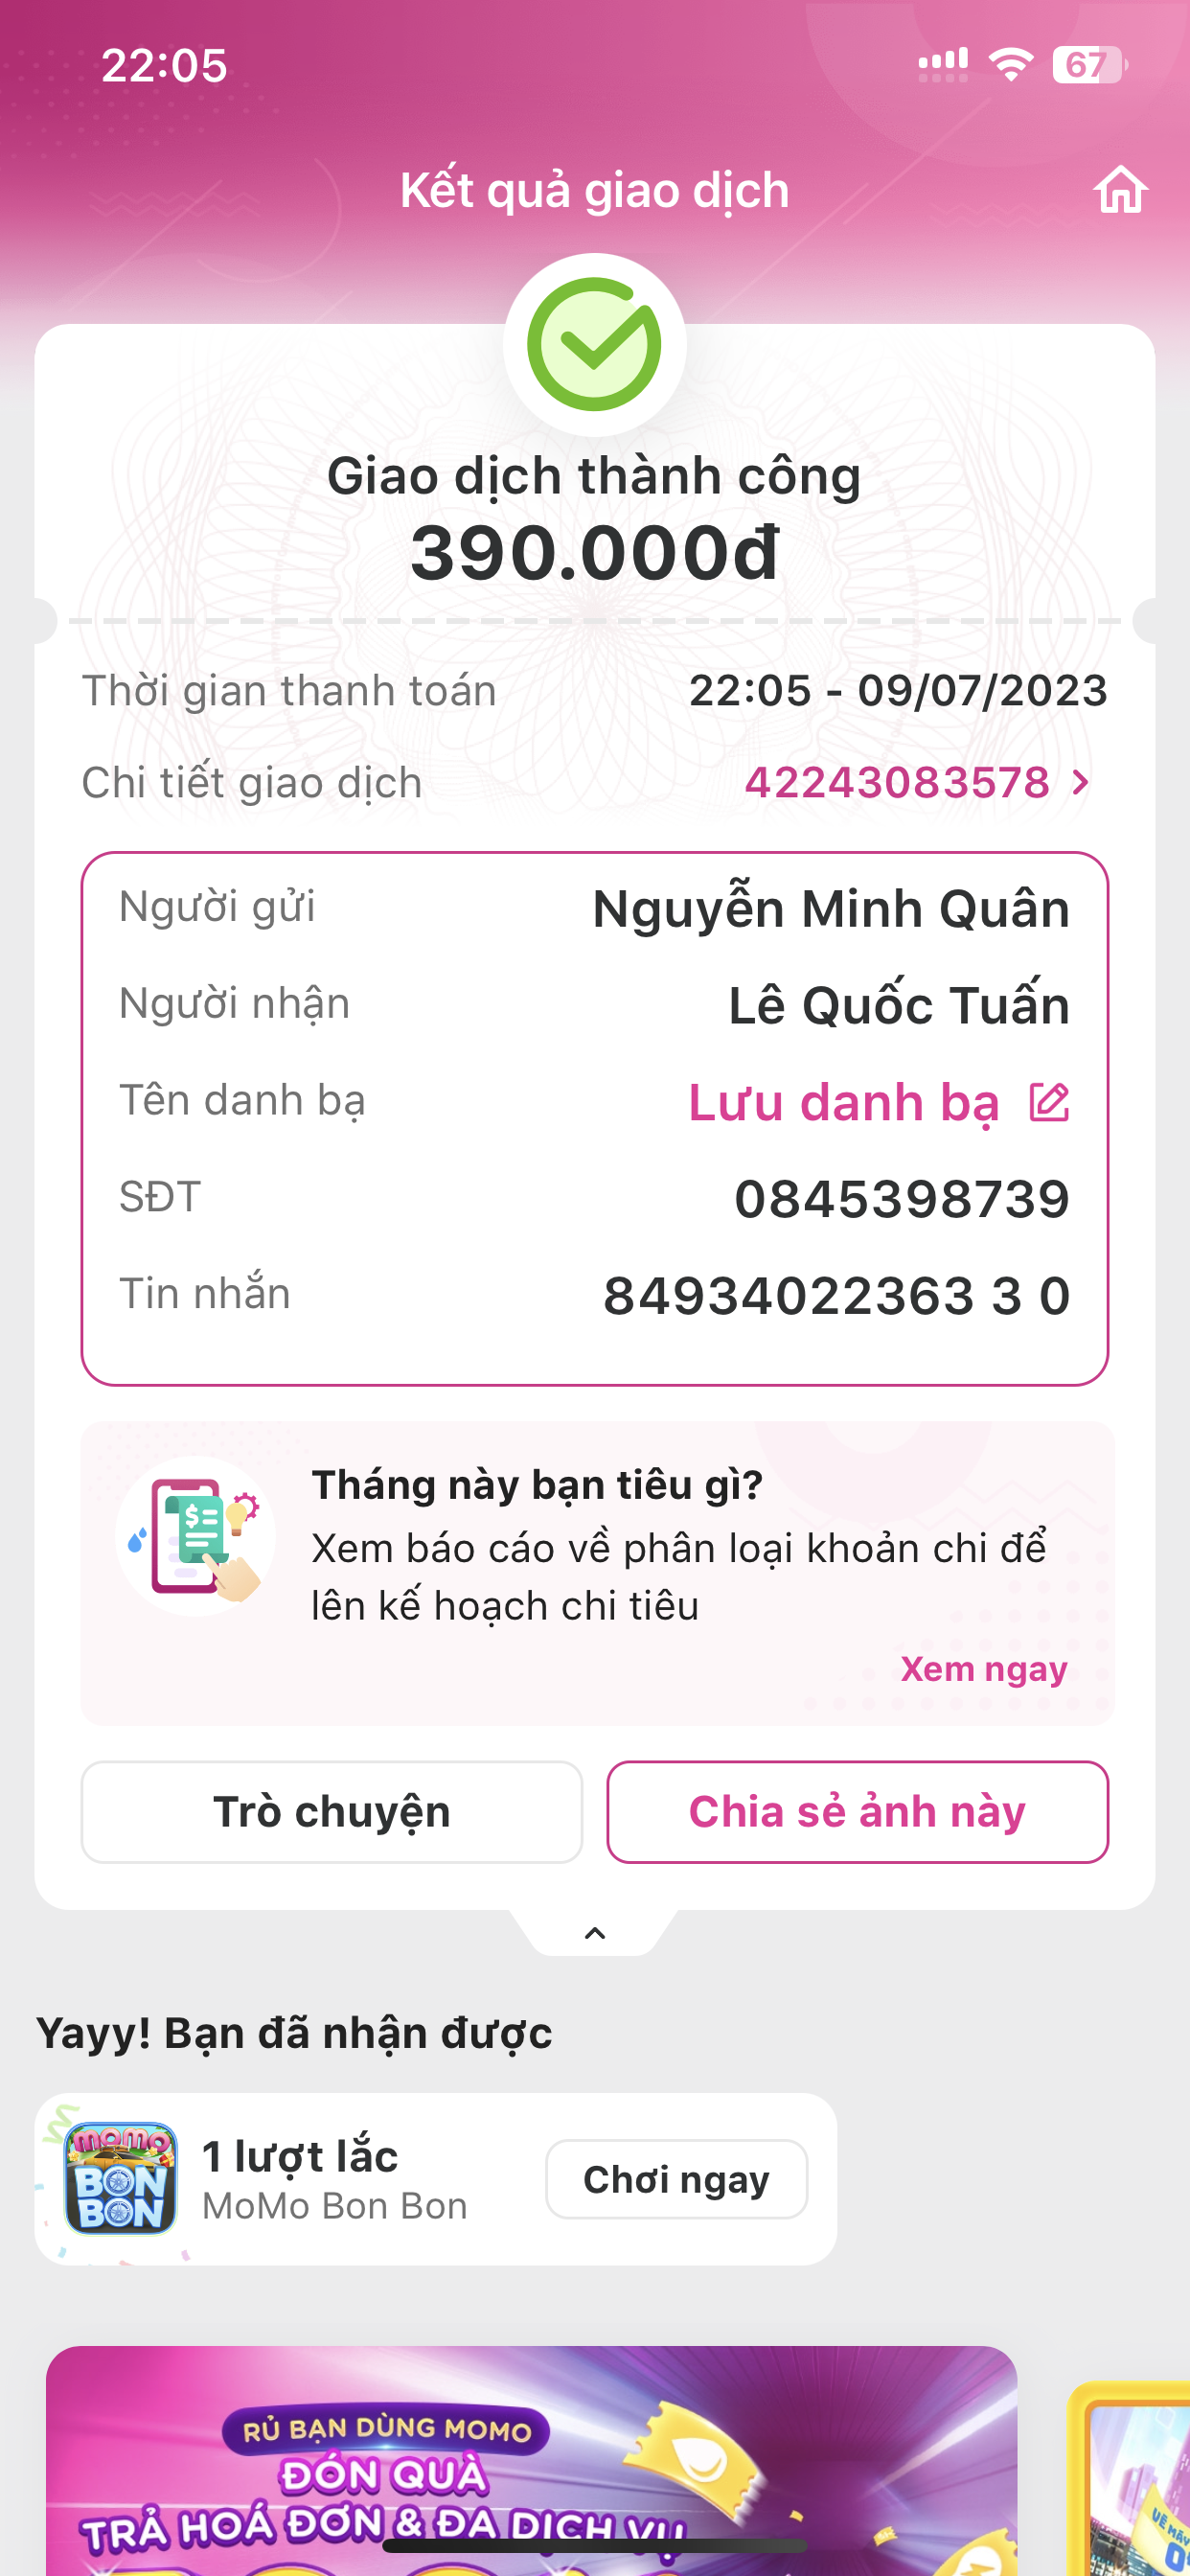 22:05
67
Kết quả giao dịch
Giao dịch thành công
390.000đ
Thời gian thanh toán 22:05 - 09/07/2023
Chi tiết giao dịch 42243083578
Người gửi Nguyễn Minh Quân
Người nhận Lê Quốc Tuấn
Tên danh bạ Lưu danh bạ
SĐT 0845398739
Tin nhắn 84934022363 3 0
Tháng này bạn tiêu gì?
Xem báo cáo về phân loại khoản chi để
lên kế hoạch chi tiêu
Xem ngay
Trò chuyện Chia sẻ ảnh này
Yayy! Bạn đã nhận được
momo
BON
BON
1 lượt lắc
MoMo Bon Bon
Chơi ngay
RỦ BẠN DÙNG MOMO
ĐÓN QUÀ
TRẢ HOÁ ĐƠN & ĐA DỊCH VỤ